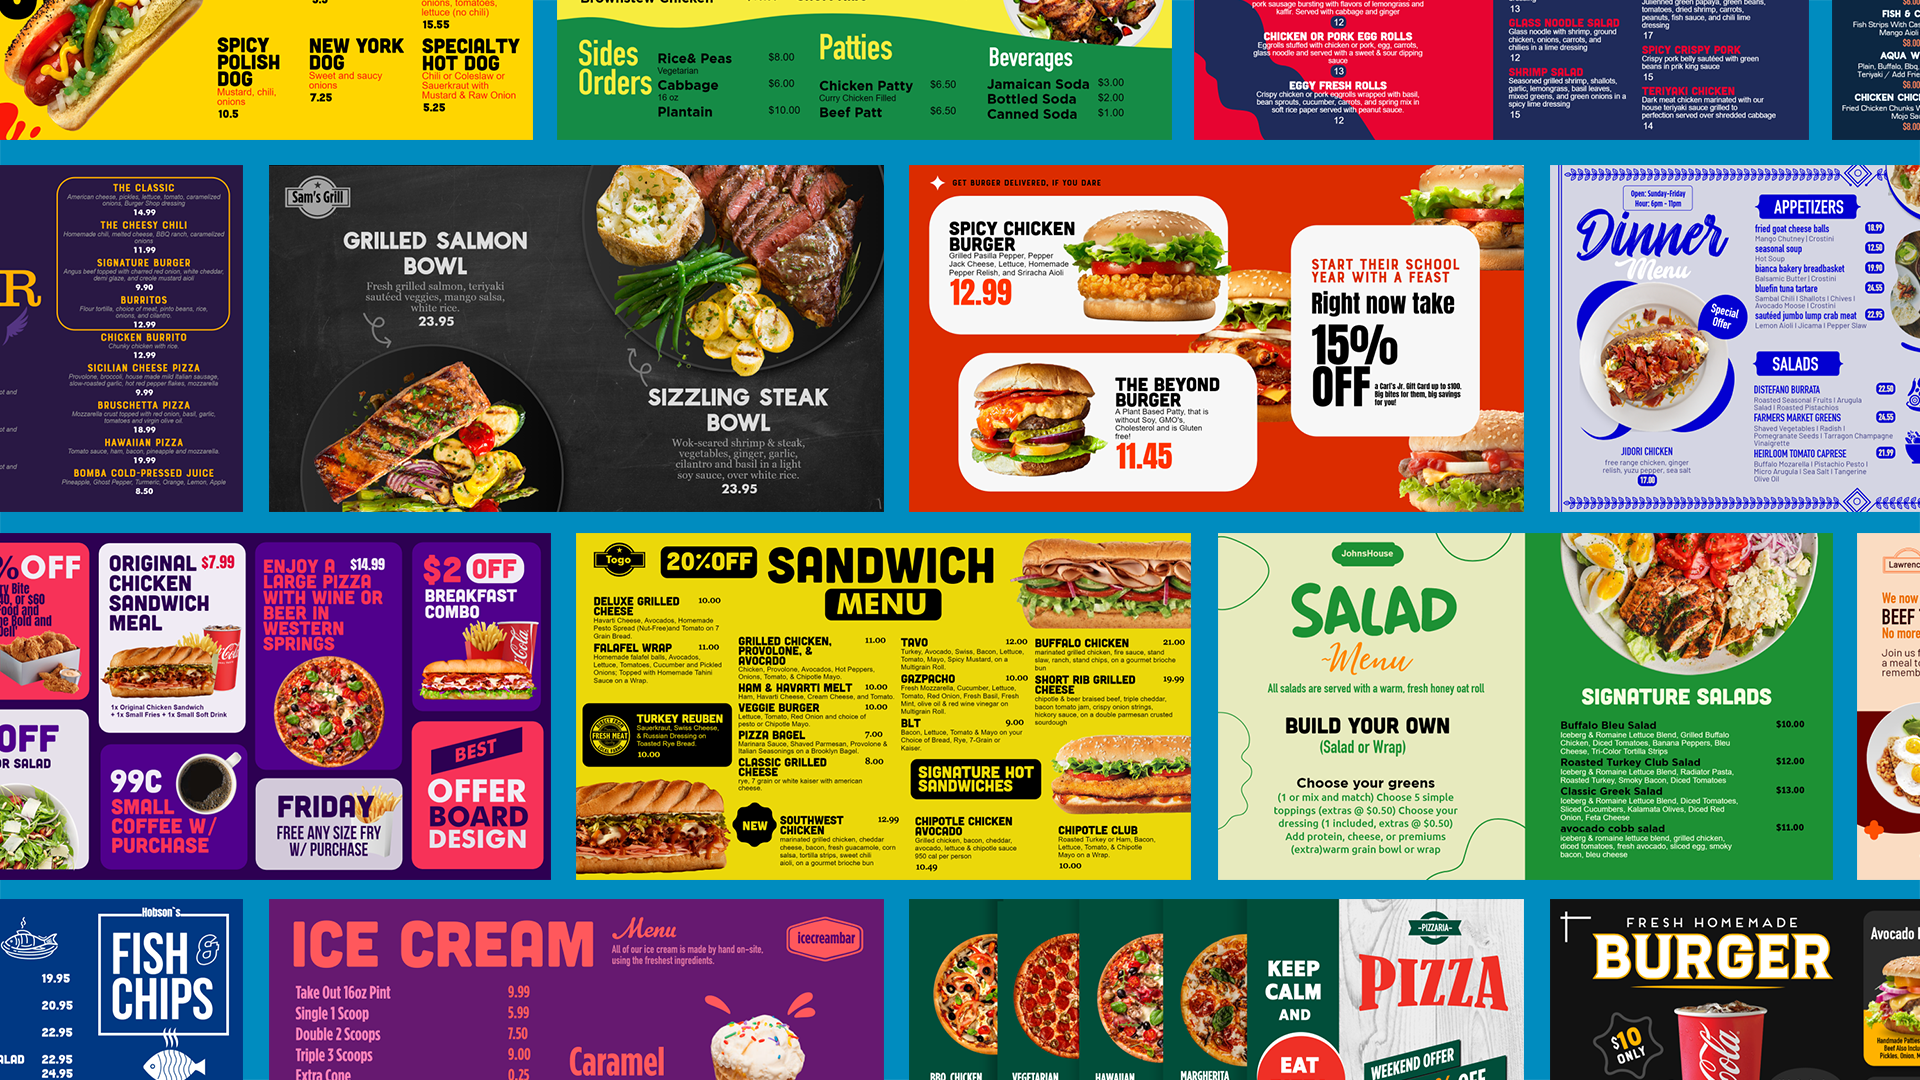 5.5
onions, tomatoes,
lettuce (no chili)
15.55
SPICY
POLISH
DOG
Mustard, chili,
onions
10.5
NEW YORK
DOG
Sweet and saucy
onions
7.25
SPECIALTY
HOT DOG
Chili or Coleslaw or
Sauerkraut with
Mustard & Raw Onion
5.25
Brownstew Chicken
Sides
Orders
Rice& Peas $8.00
Vegetarian
Cabbage $6.00
16 oz
Plantain $10.00
Patties
Chicken Patty $6.50
Curry Chicken Filled
Beef Patt $6.50
Beverages
Jamaican Soda $3.00
Bottled Soda $2.00
Canned Soda $1.00
pork sausage bursting with flavors of lemongrass and
kaffir. Served with cabbage and ginger
12
CHICKEN OR PORK EGG ROLLS
Eggrolls stuffed with chicken or pork, egg, carrots,
glass noodle and served with a sweet & sour dipping
sauce
13
EGGY FRESH ROLLS
Crispy chicken or pork eggrolls wrapped with basil,
bean sprouts, cucumber, carrots, and spring mix in
soft rice paper served with peanut sauce.
12
13
GLASS NOODLE SALAD
Glass noodle with shrimp, ground
chicken, onions, carrots, and
chilies in a lime dressing
12
SHRIMP SALAD
Seasoned grilled shrimp, shallots,
garlic, lemongrass, basil leaves,
mixed greens, and green onions in a
spicy lime dressing
15
Julienned green papaya, green beans,
tomatoes, dried shrimp, carrots,
peanuts, fish sauce, and chili lime
dressing
17
SPICY CRISPY PORK
Crispy pork belly sautéed with green
beans in prik king sauce
15
TERIYAKI CHICKEN
Dark meat chicken marinated with our
house teriyaki sauce grilled to
perfection served over shredded cabbage
14
FISH & C
Fish Strips With Cas
Mango Aioli
$8.00
AQUA W
Plain, Buffalo, Bbq,
Teriyaki / Add Frie
$6.00
CHICKEN CHIC
Fried Chicken Chunks W
Mojo Sa
$8.00
R
THE CLASSIC
American cheese, pickles, lettuce, tomato, caramelized
onions, Burger Shop dressing
14.99
THE CHEESY CHILI
Homemade chili, melted cheese, BBQ ranch, caramelized
onions
11.99
SIGNATURE BURGER
Angus beef topped with charred red onion, white cheddar,
demi glaze, and creole mustard aioli
9.90
BURRITOS
Flour tortilla, choice of meat, pinto beans, rice,
onions, and cilantro.
12.99
CHICKEN BURRITO
Chunky chicken with rice.
12.99
SICILIAN CHEESE PIZZA
Provolone, broccoli, house made mild Italian sausage,
slow-roasted garlic, hot red pepper flakes, mozzarella
9.99
BRUSCHETTA PIZZA
Mozzarella crust topped with red onion, basil, garlic,
tomatoes and virgin olive oil.
18.99
HAWAIIAN PIZZA
Tomato sauce, ham, bacon, pineapple and mozzarella.
19.99
BOMBA COLD-PRESSED JUICE
Pineapple, Ghost Pepper, Turmeric, Orange, Lemon, Apple
8.50
Sam's Grill
GRILLED SALMON
BOWL
Fresh grilled salmon, teriyaki
sautéed veggies, mango salsa,
white rice.
23.95
SIZZLING STEAK
BOWL
Wok-seared shrimp & steak,
vegetables, ginger, garlic,
cilantro and basil in a light
soy sauce, over white rice.
23.95
GET BURGER DELIVERED, IF YOU DARE
SPICY CHICKEN
BURGER
Grilled Pasilla Pepper, Pepper
Jack Cheese, Lettuce, Homemade
Pepper Relish, and Sriracha Aioli
12.99
THE BEYOND
BURGER
A Plant Based Patty, that is
without Soy, GMO's,
Cholesterol and is Gluten
free!
11.45
START THEIR SCHOOL
YEAR WITH A FEAST
Right now take
15%
OFF
a Carl's Jr. Gift Card up to $100.
Big bites for them, big savings
for you!
Open: Sunday-Friday
Hour: 6pm - 11pm
Dinner
Menu
Special
Offer
JIDORI CHICKEN
free range chicken, ginger
relish, yuzu pepper, sea salt
17.00
APPETIZERS
fried goat cheese balls 18.99
Mango Chutney | Crostini
seasonal soup 12.50
Hot Soup
bianca bakery breadbasket 19.90
Balsamic Butter | Crostini
bluefin tuna tartare 24.55
Sambal Chili | Shallots | Chives |
Avocado Moose | Crostini
sautéed jumbo lump crab meat 22.95
Lemon Aioli | Jicama | Pepper Slaw
SALADS
DISTEFANO BURRATA 22.50
Roasted Seasonal Fruits | Arugula
Salad | Roasted Pistachios
FARMERS MARKET GREENS 24.55
Shaved Vegetables | Radish |
Pomegranate Seeds | Tarragon Champagne
Vinaigrette
HEIRLOOM TOMATO CAPRESE 21.99
Buffalo Mozarella | Pistachio Pesto |
Micro Arugula | Sea Salt | Tangerine
Olive Oil
% OFF
ry Bite
40, or $60
Food and
he Bold and
Deli'
OFF
OR SALAD
ORIGINAL $7.99
CHICKEN
SANDWICH
MEAL
1x Original Chicken Sandwich
+ 1x Small Fries + 1x Small Soft Drink
99C
SMALL
COFFEE W/
PURCHASE
ENJOY A $14.99
LARGE PIZZA
WITH WINE OR
BEER IN
WESTERN
SPRINGS
FRIDAY
FREE ANY SIZE FRY
W/ PURCHASE
$2 OFF
BREAKFAST
COMBO
BEST
OFFER
BOARD
DESIGN
Togo
20%OFF
SANDWICH
MENU
DELUXE GRILLED 10.00
CHEESE
Havarti Cheese, Avocados, Homemade
Pesto Spread (Nut-Free)and Tomato on 7
Grain Bread.
FALAFEL WRAP 11.00
Homemade falafel balls, Avocados,
Lettuce, Tomatoes, Cucumber and Pickled
Onions; Topped with Homemade Tahini
Sauce on a Wrap.
FRESH MEAT
TURKEY REUBEN
Sauerkraut, Swiss Cheese,
& Russian Dressing on
Toasted Rye Bread.
10.00
GRILLED CHICKEN, 11.00
PROVOLONE, &
AVOCADO
Chicken, Provolone, Avocados, Hot Peppers,
Onions, Tomato, & Chipotle Mayo.
HAM & HAVARTI MELT 10.00
Ham, Havarti Cheese, Cream Cheese, and Tomato.
VEGGIE BURGER 10.00
Lettuce, Tomato, Red Onion and choice of
pesto or Chipotle Mayo.
PIZZA BAGEL 7.00
Marinara Sauce, Shaved Parmesan, Provolone &
Italian Seasonings on a Brooklyn Bagel.
CLASSIC GRILLED 8.00
CHEESE
rye, 7 grain or white kaiser with american
cheese.
NEW
SOUTHWEST 12.99
CHICKEN
marinated grilled chicken, cheddar
cheese, bacon, fresh guacamole, corn
salsa, tortilla strips, sweet chili
aioli, on a gourmet brioche bun
TAVO 12.00
Turkey, Avocado, Swiss, Bacon, Lettuce,
Tomato, Mayo, Spicy Mustard, on a
Multigrain Roll.
GAZPACHO 10.00
Fresh Mozzarella, Cucumber, Lettuce,
Tomato, Red Onion, Fresh Basil, Fresh
Mint, olive oil & red wine vinegar on
Multigrain Roll.
BLT 9.00
Bacon, Lettuce, Tomato & Mayo on your
Choice of Bread, Rye, 7-Grain or
Kaiser.
SIGNATURE HOT
SANDWICHES
CHIPOTLE CHICKEN
AVOCADO
Grilled chicken, bacon, cheddar,
avocado, lettuce & chipotle sauce
950 cal per person
10.49
BUFFALO CHICKEN 21.00
marinated grilled chicken, fire sauce, stand
slaw, ranch, stand chips, on a gourmet brioche
bun
SHORT RIB GRILLED 19.99
CHEESE
chipotle & beer braised beef, triple cheddar,
bacon tomato jam, crispy onion strings,
hickory sauce, on a double parmesan crusted
sourdough
CHIPOTLE CLUB
Roasted Turkey or Ham, Bacon,
Lettuce, Tomato, & Chipotle
Mayo on a Wrap.
10.00
JohnsHouse
SALAD
~Menu
All salads are served with a warm, fresh honey oat roll
BUILD YOUR OWN
(Salad or Wrap)
Choose your greens
(1 or mix and match) Choose 5 simple
toppings (extras @ $0.50) Choose your
dressing (1 included, extras @ $0.50)
Add protein, cheese, or premiums
(extra)warm grain bowl or wrap
SIGNATURE SALADS
Buffalo Bleu Salad $10.00
Iceberg & Romaine Lettuce Blend, Grilled Buffalo
Chicken, Diced Tomatoes, Banana Peppers, Bleu
Cheese, Tri-Color Tortilla Strips
Roasted Turkey Club Salad $12.00
Iceberg & Romaine Lettuce Blend, Radiator Pasta,
Roasted Turkey, Smoky Bacon, Diced Tomatoes
Classic Greek Salad $13.00
Iceberg & Romaine Lettuce Blend, Diced Tomatoes,
Sliced Cucumbers, Kalamata Olives, Diced Red
Onion, Feta Cheese
avocado cobb salad $11.00
iceberg & romaine lettuce blend, grilled chicken,
diced tomatoes, fresh avocado, sliced egg, smoky
bacon, bleu cheese
Lawrenc
We now
BEEF
No more
Join us f
a meal to
rememb
19.95
20.95
22.95
ALAD 22.95
24.95
Hobson's
FISH &
CHIPS
ICE CREAM
Menu
All of our ice cream is made by hand on-site,
using the freshest ingredients.
icecreambar
Take Out 16oz Pint 9.99
Single 1 Scoop 5.99
Double 2 Scoops 7.50
Triple 3 Scoops 9.00
Extra Cone 0.25
Caramel
BBQ CHICKEN
VEGETARIAN
HAWAIIAN
MARGHERITA
KEEP
CALM
AND
EAT
-PIZZARIA-
PIZZA
WEEKEND OFFER
% OFF
FRESH HOMEMADE
BURGER
$10
ONLY
Coca-Cola
Avocado
Handmade Patties
Beef Also Inclu
Pickles, Onion, M